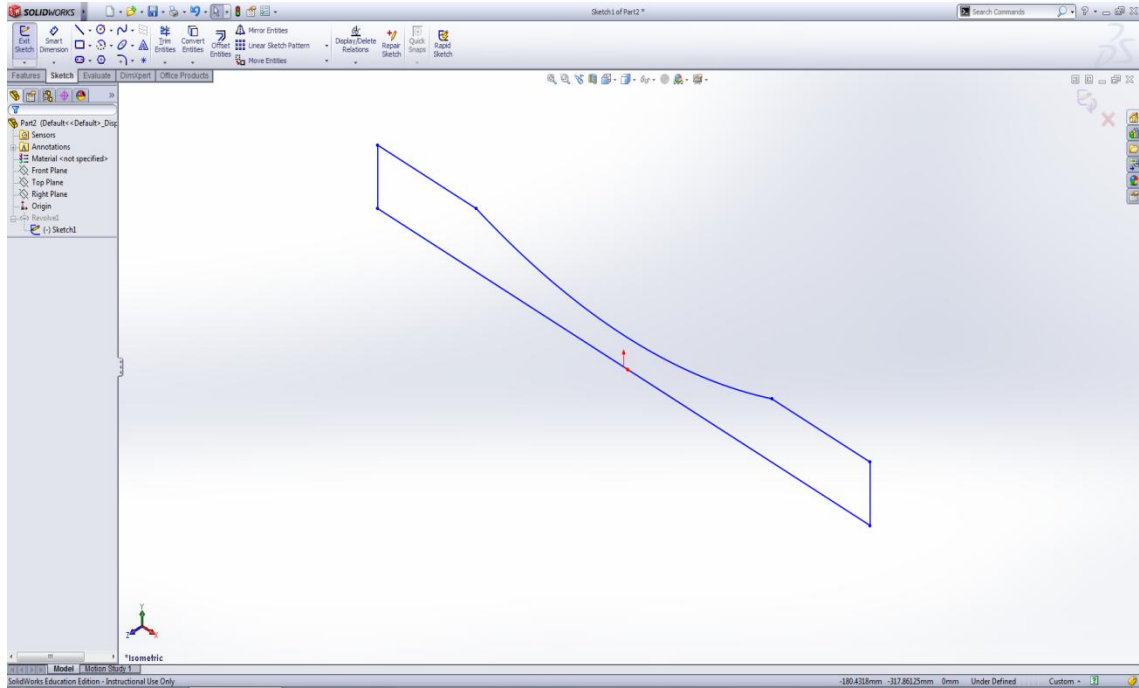 SOLIDWORKS
Sketch1 of Part2 *
Search Commands
Exit Sketch
Smart Dimension
Trim Entities
Convert Entities
Offset Entities
Mirror Entities
Linear Sketch Pattern
Move Entities
Display/Delete Relations
Repair Sketch
Quick Snaps
Rapid Sketch
Features Sketch Evaluate DimXpert Office Products
Part2 (Default<<Default>_Disp
Sensors
Annotations
Material <not specified>
Front Plane
Top Plane
Right Plane
Origin
Revolve1
(-) Sketch1
Y
Z X
*Isometric
Model Motion Study 1
SolidWorks Education Edition - Instructional Use Only
-180.4318mm -317.86125mm 0mm Under Defined Custom